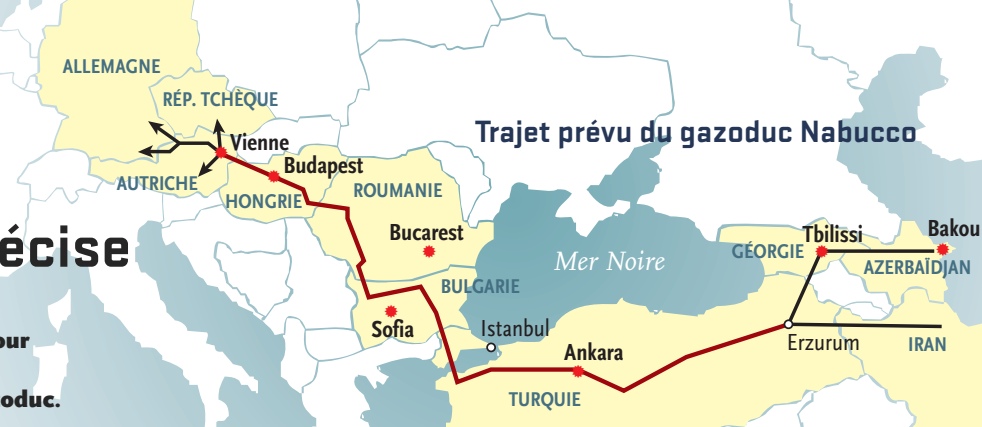 ALLEMAGNE
RÉP. TCHÈQUE
Trajet prévu du gazoduc Nabucco
Vienne
Budapest
AUTRICHE
ROUMANIE
HONGRIE
écise
Bucarest
Tbilissi
Bakou
GÉORGIE
Mer Noire
AZERBAÏDJAN
BULGARIE
Sofia
Istanbul
our
Erzurum
IRAN
Ankara
TURQUIE
oduc.